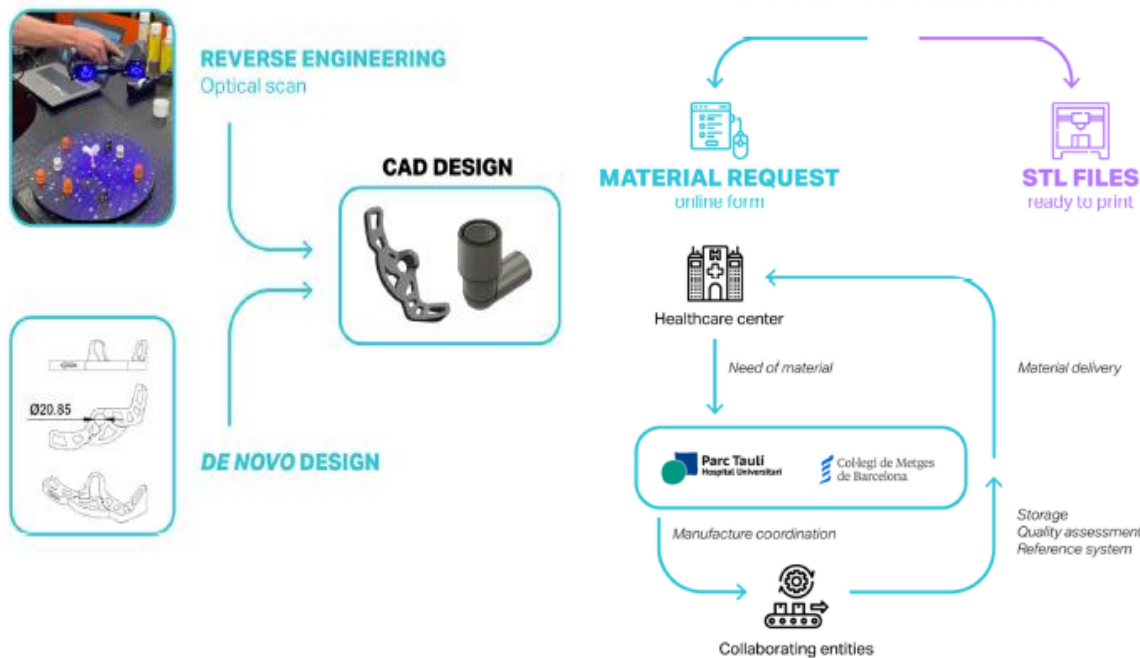 REVERSE ENGINEERING
Optical scan
CAD DESIGN
Ø20.85
DE NOVO DESIGN
MATERIAL REQUEST
online form
STL FILES
ready to print
Healthcare center
Need of material
Material delivery
Parc Taulí
Hospital Universitari
Col·legi de Metges
de Barcelona
Manufacture coordination
Storage
Quality assessment
Reference system
Collaborating entities